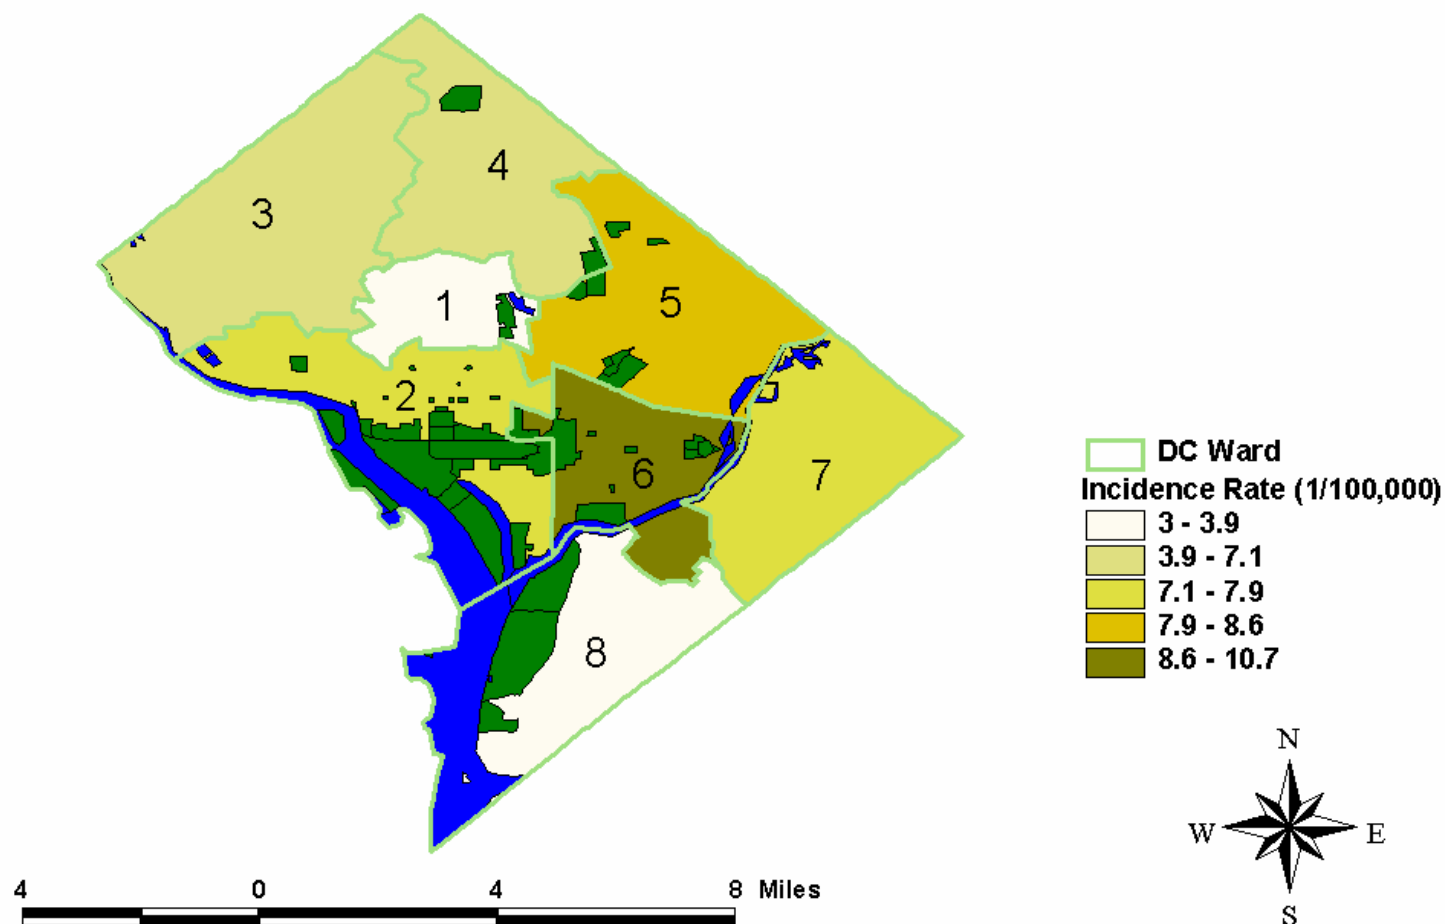 3
4
1
5
2
6
7
8
DC Ward
Incidence Rate (1/100,000)
3 - 3.9
3.9 - 7.1
7.1 - 7.9
7.9 - 8.6
8.6 - 10.7
N
W E
S
4 0 4 8 Miles